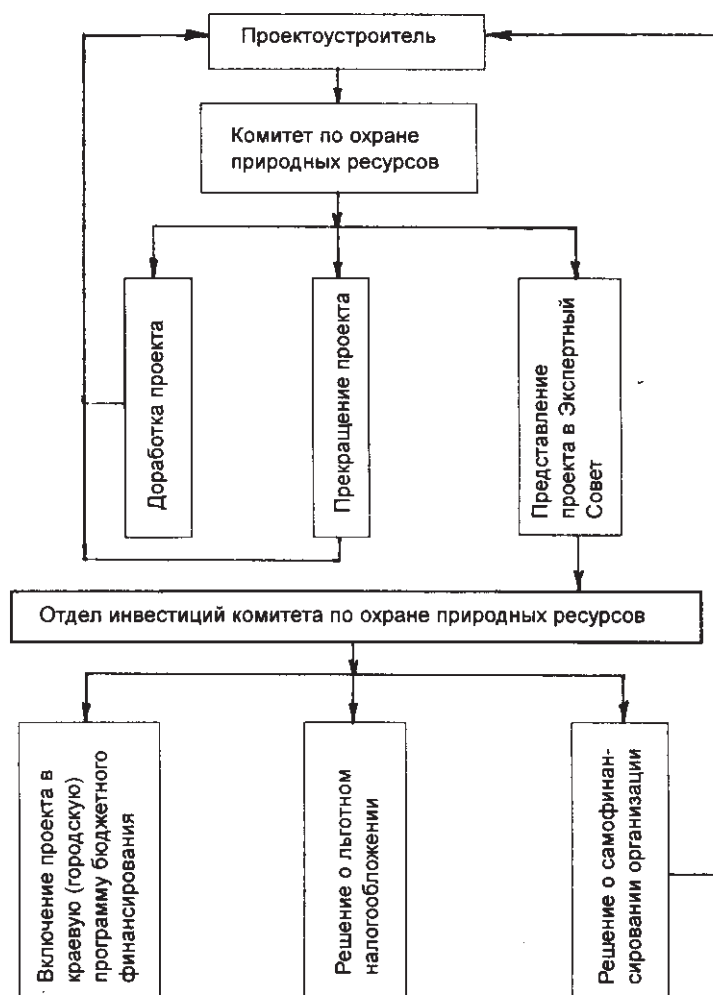 Проектоустроитель
Комитет по охране
природных ресурсов
Доработка проекта
Прекращение проекта
Представление
проекта в Экспертный
Совет
Отдел инвестиций комитета по охране природных ресурсов
Включение проекта в
краевую (городскую)
программу бюджетного
финансирования
Решение о льготном
налогообложении
Решение о самофинан-
сировании организации